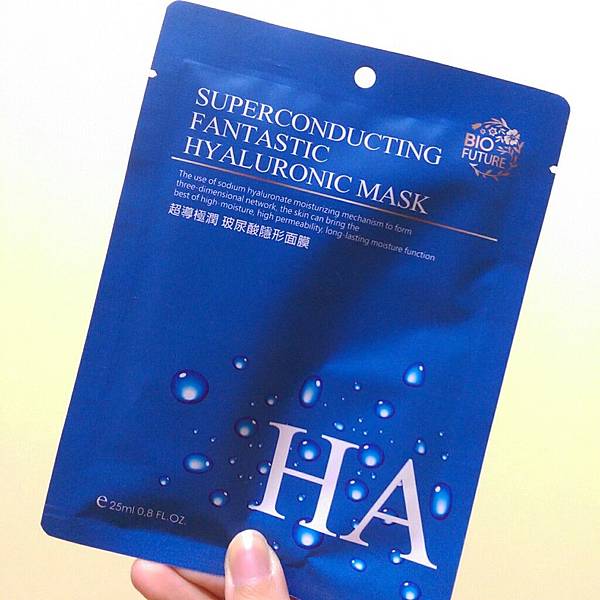 SUPERCONDUCTING
FANTASTIC
HYALURONIC MASK
BIO
FUTURE
The use of sodium hyaluronate moisturizing mechanism to form
three-dimensional network, the skin can bring the
best of high-moisture, high permeability, long-lasting moisture function
超導極潤 玻尿酸隱形面膜
HA
e 25ml 0.8 FL.OZ.